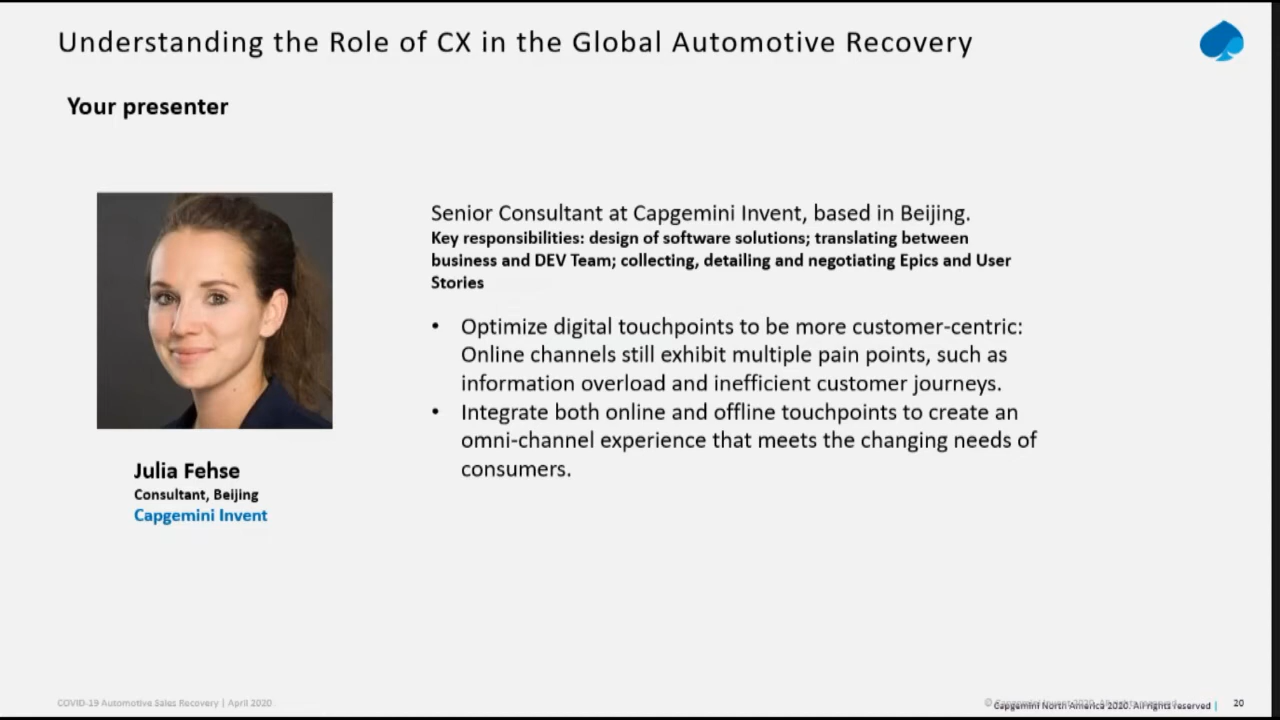 Understanding the Role of CX in the Global Automotive Recovery
Your presenter
Senior Consultant at Capgemini Invent, based in Beijing.
Key responsibilities: design of software solutions; translating between
business and DEV Team; collecting, detailing and negotiating Epics and User
Stories
• Optimize digital touchpoints to be more customer-centric:
Online channels still exhibit multiple pain points, such as
information overload and inefficient customer journeys.
• Integrate both online and offline touchpoints to create an
omni-channel experience that meets the changing needs of
consumers.
Julia Fehse
Consultant, Beijing
Capgemini Invent
COVID-19 Automotive Sales Recovery | April 2020
Capgemini North America 2020. All rights reserved |
20